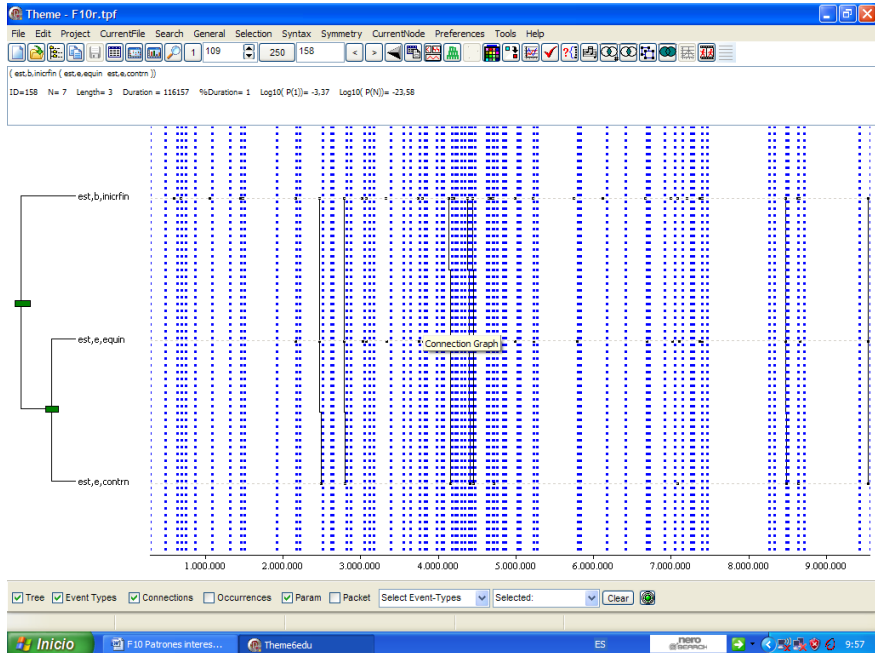 Theme - F10r.tpf
File Edit Project CurrentFile Search General Selection Syntax Symmetry CurrentNode Preferences Tools Help
1 109 250 158 < >
( est,b,inicrfin ( est,e,equin est,e,contrn ))
ID=158 N= 7 Length= 3 Duration = 116157 %Duration= 1 Log10( P(1))= -3,37 Log10( P(N))= -23,58
est,b,inicrfin
est,e,equin
Connection Graph
est,e,contrn
1.000.000 2.000.000 3.000.000 4.000.000 5.000.000 6.000.000 7.000.000 8.000.000 9.000.000
Tree Event Types Connections Occurrences Param Packet Select Event-Types Selected: Clear
Inicio F10 Patrones interes... Theme6edu ES nero SEARCH 9:57